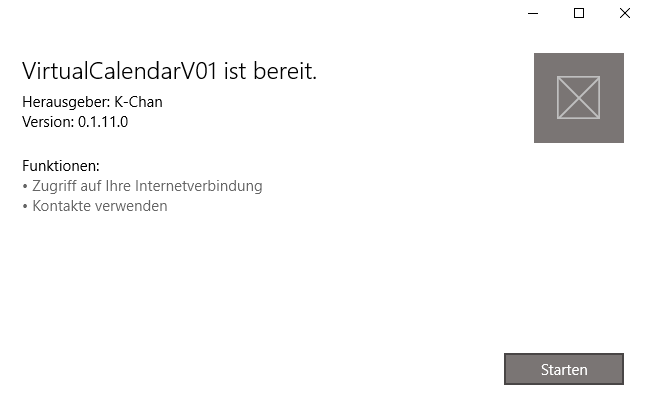 VirtualCalendarV01 ist bereit.
Herausgeber: K-Chan
Version: 0.1.11.0
Funktionen:
• Zugriff auf Ihre Internetverbindung
• Kontakte verwenden
Starten